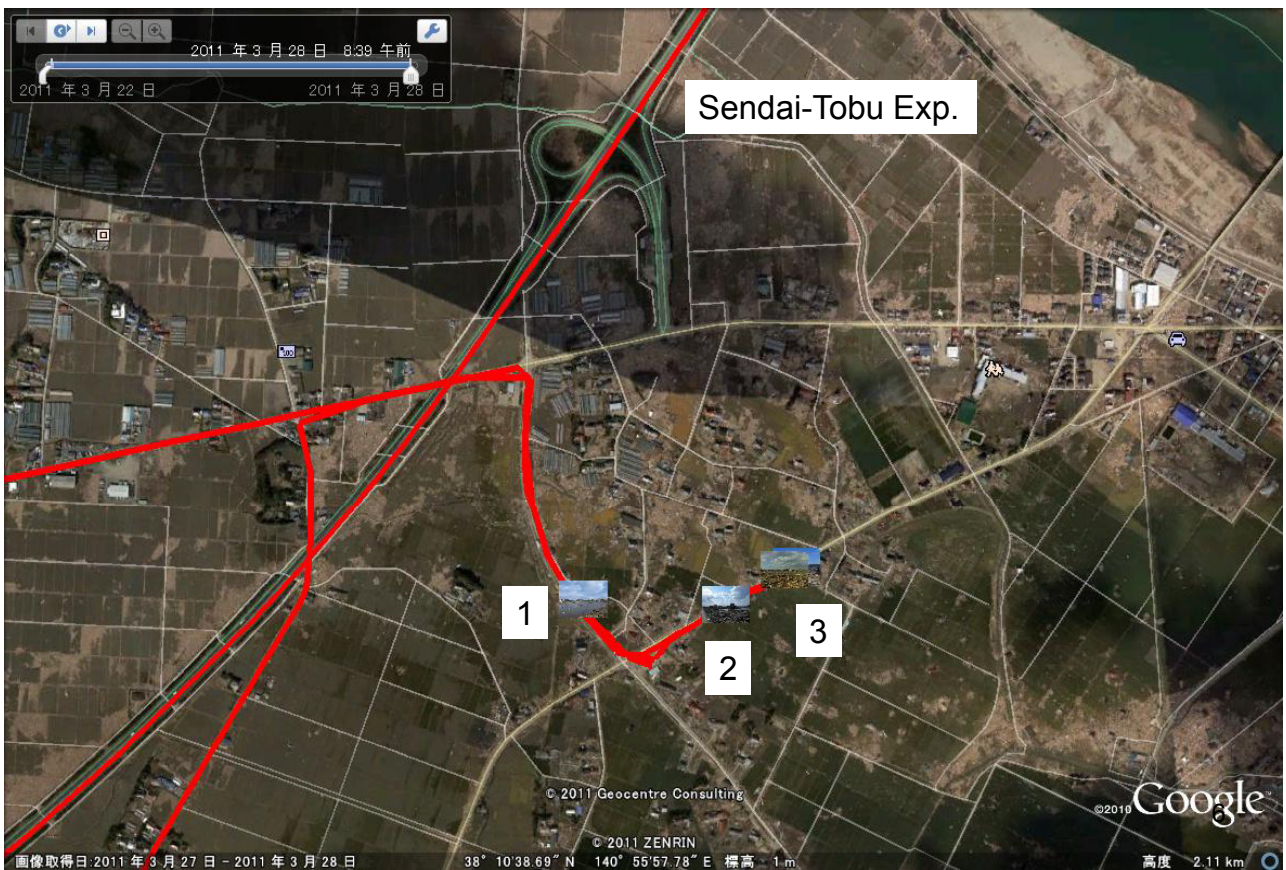 2011 年 3 月 28 日 8:39 午前
2011 年 3 月 22 日
2011 年 3 月 28 日
Sendai-Tobu Exp.
1
2
3
© 2011 Geocentre Consulting
©2010 Google
© 2011 ZENRIN
画像取得日:2011 年 3 月 27 日 - 2011 年 3 月 28 日
38° 10'38.69" N 140° 55'57.78" E 標高 1 m
高度 2.11 km